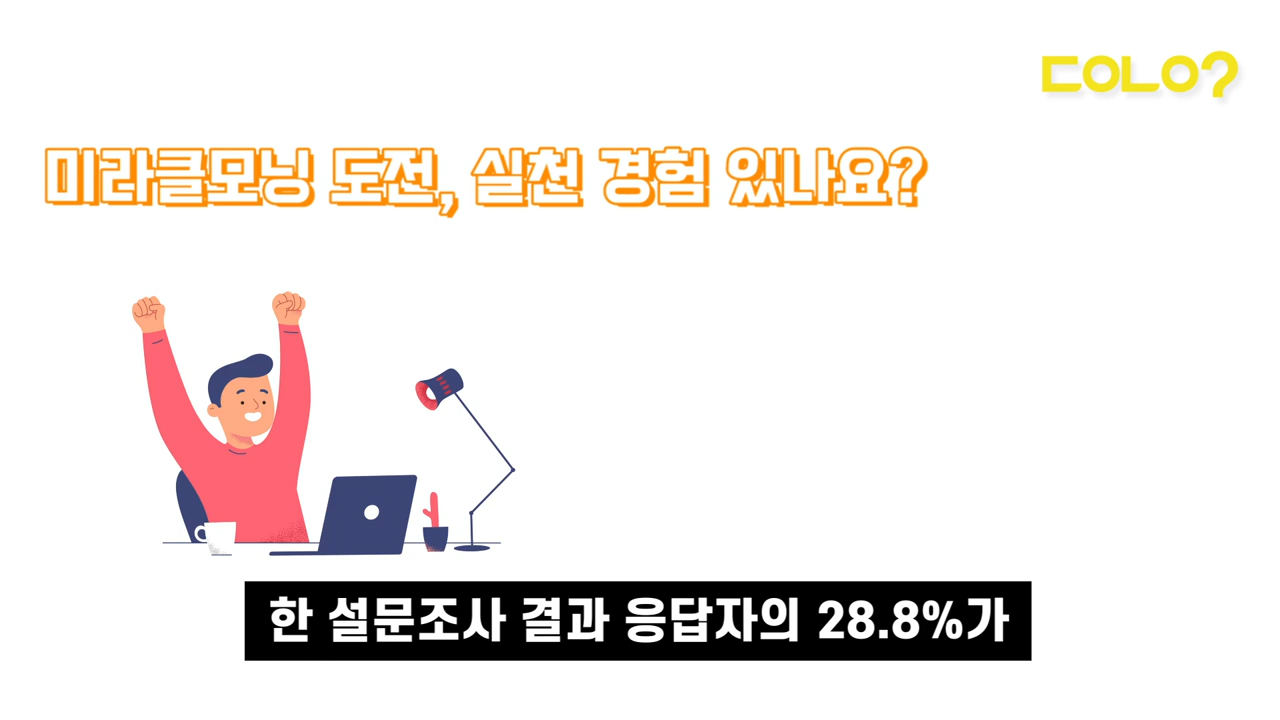 ㄷㅇㄴㅇ?
미라클모닝 도전, 실천 경험 있나요?
한 설문조사 결과 응답자의 28.8%가